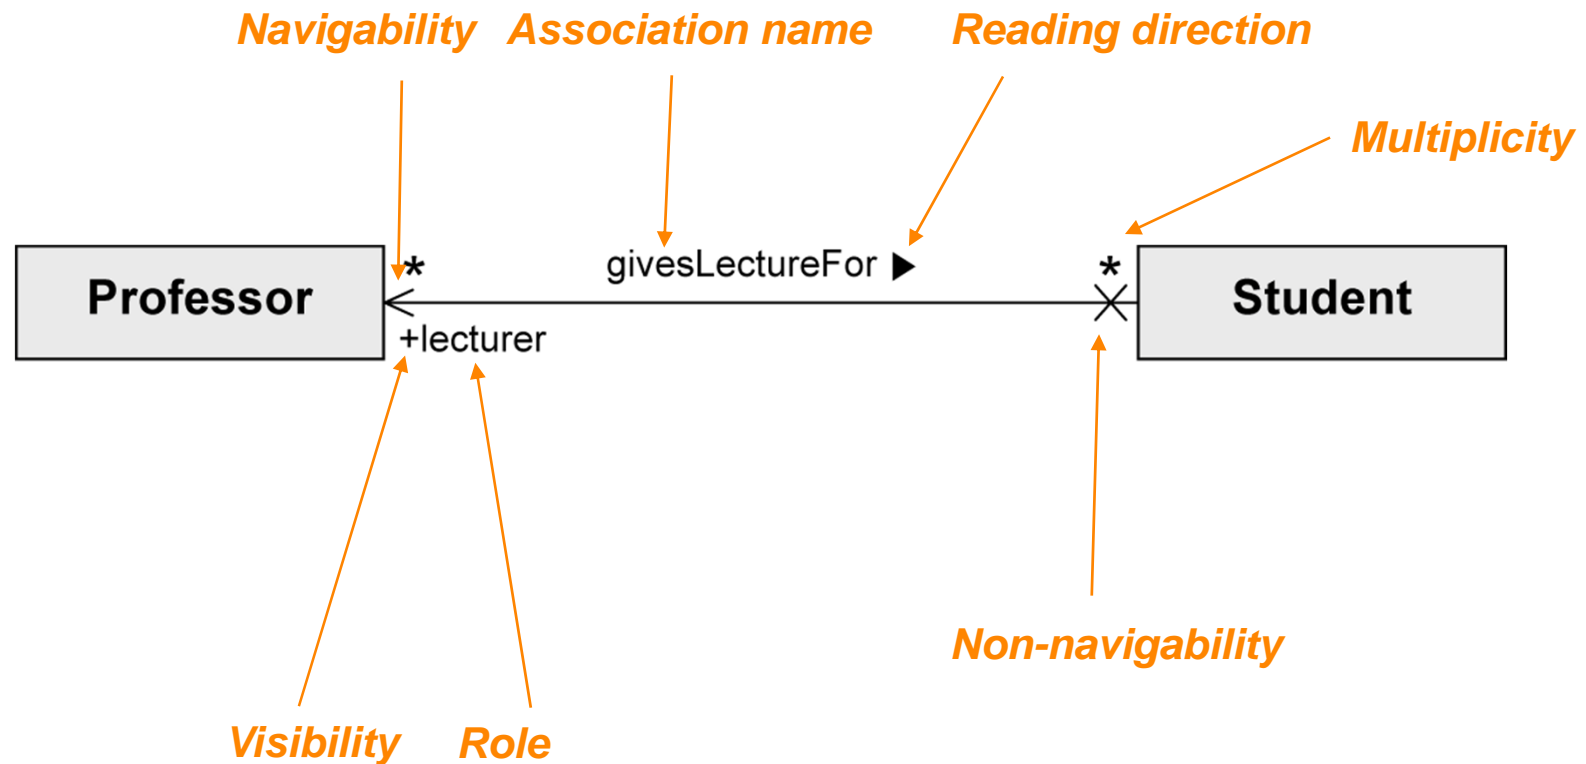 Navigability Association name Reading direction
Multiplicity
* givesLectureFor ▶ *
Professor Student
+lecturer
Non-navigability
Visibility Role